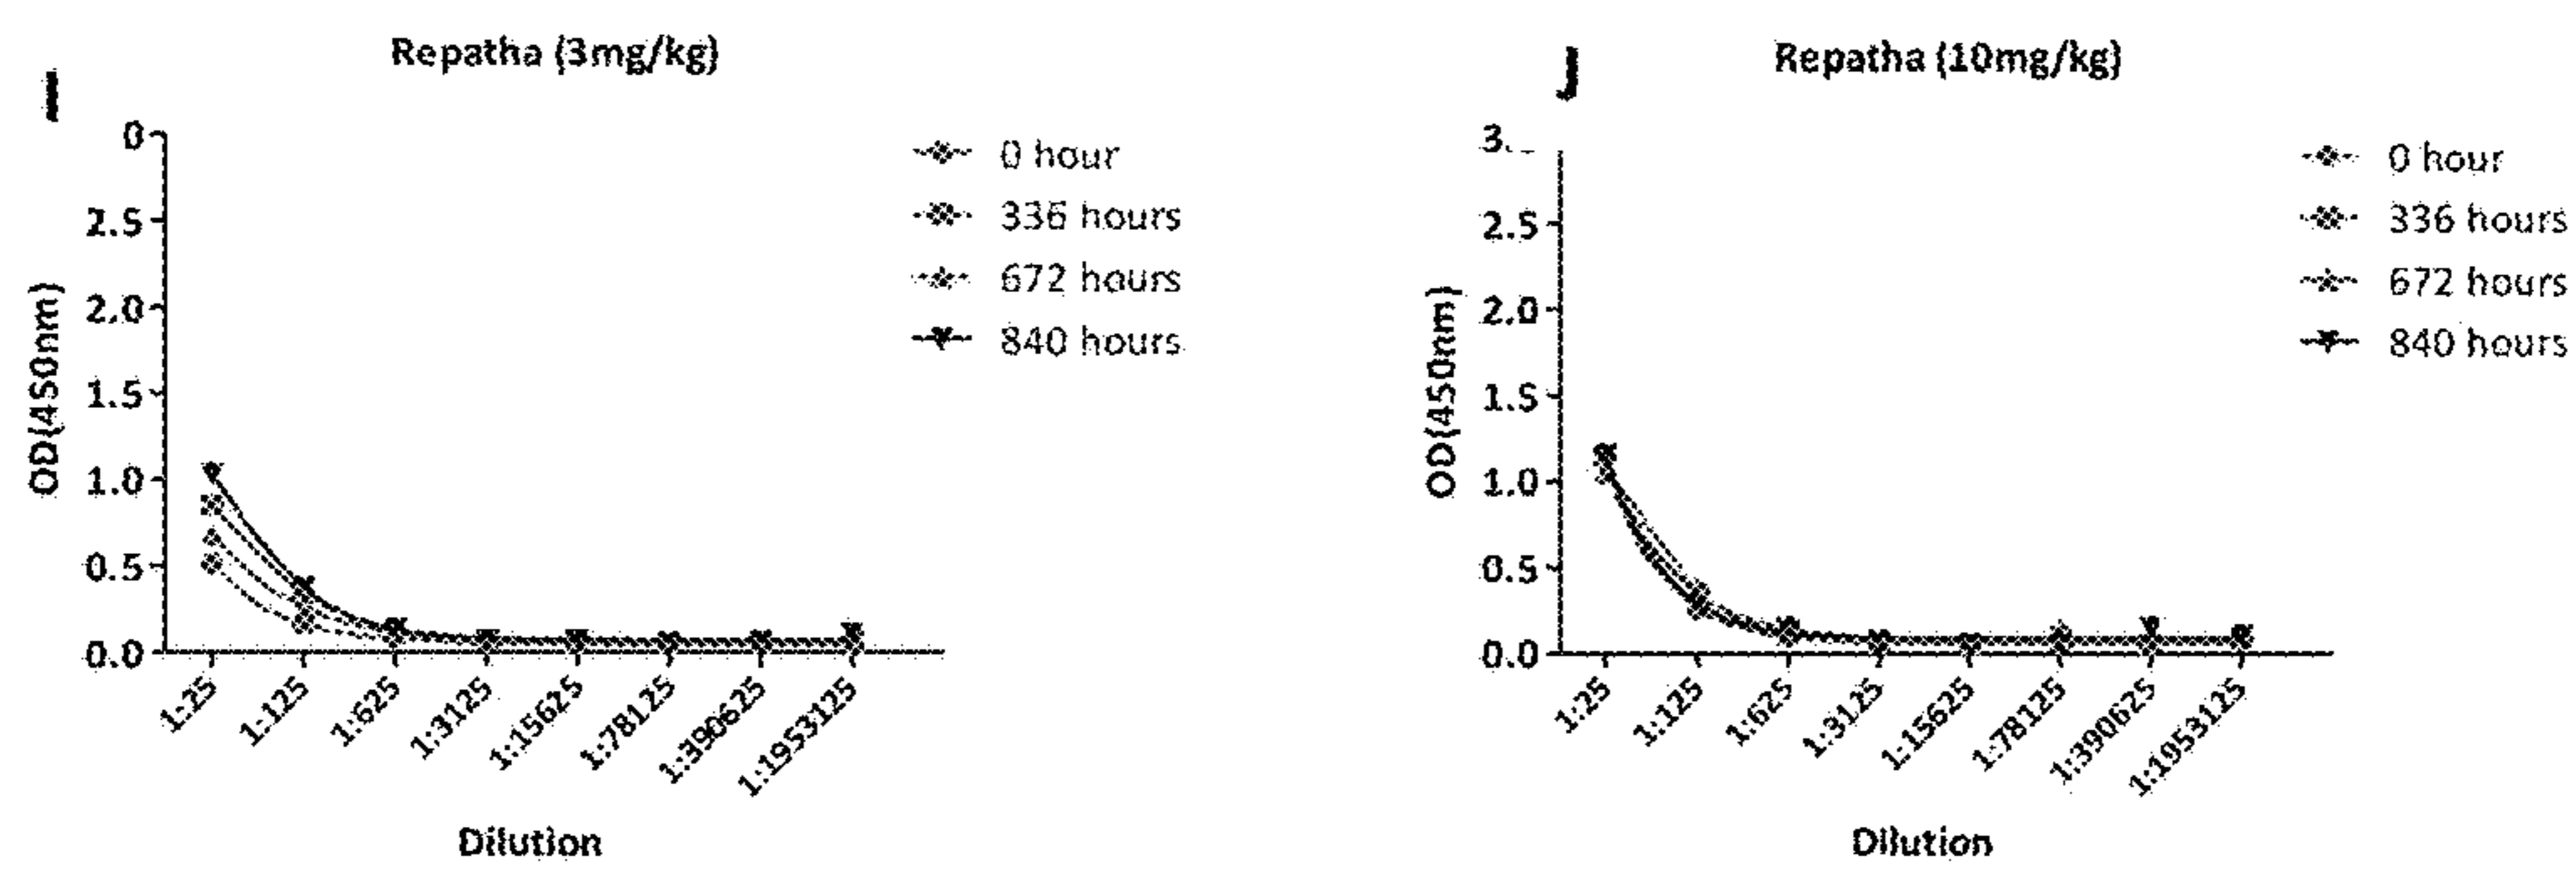 I
Repatha (3mg/kg)
0
2.5
2.0
1.5
1.0
0.5
0.0
OD(450nm)
0 hour
336 hours
672 hours
840 hours
1:25
1:125
1:625
1:3125
1:15625
1:78125
1:390625
1:1953125
Dilution
J
Repatha (10mg/kg)
3.
2.5
2.0
1.5
1.0
0.5
0.0
OD(450nm)
0 hour
336 hours
672 hours
840 hours
1:25
1:125
1:625
1:3125
1:15625
1:78125
1:390625
1:1953125
Dilution